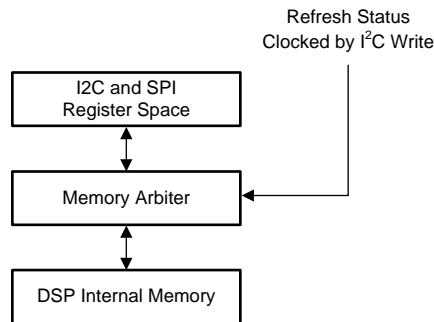 Refresh Status
Clocked by I²C Write
I2C and SPI
Register Space
Memory Arbiter
DSP Internal Memory